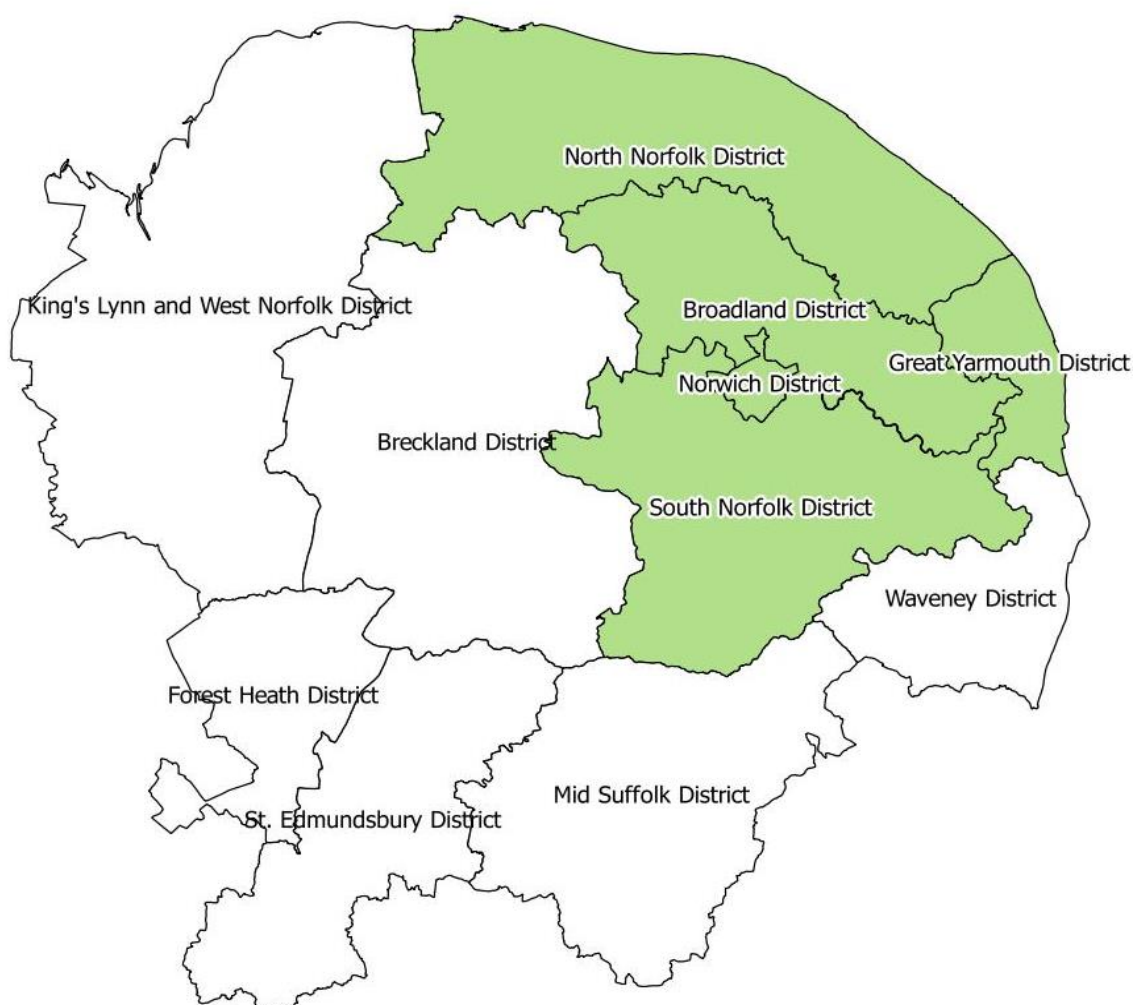 North Norfolk District
King's Lynn and West Norfolk District
Broadland District
Great Yarmouth District
Norwich District
Breckland District
South Norfolk District
Waveney District
Forest Heath District
Mid Suffolk District
St. Edmundsbury District